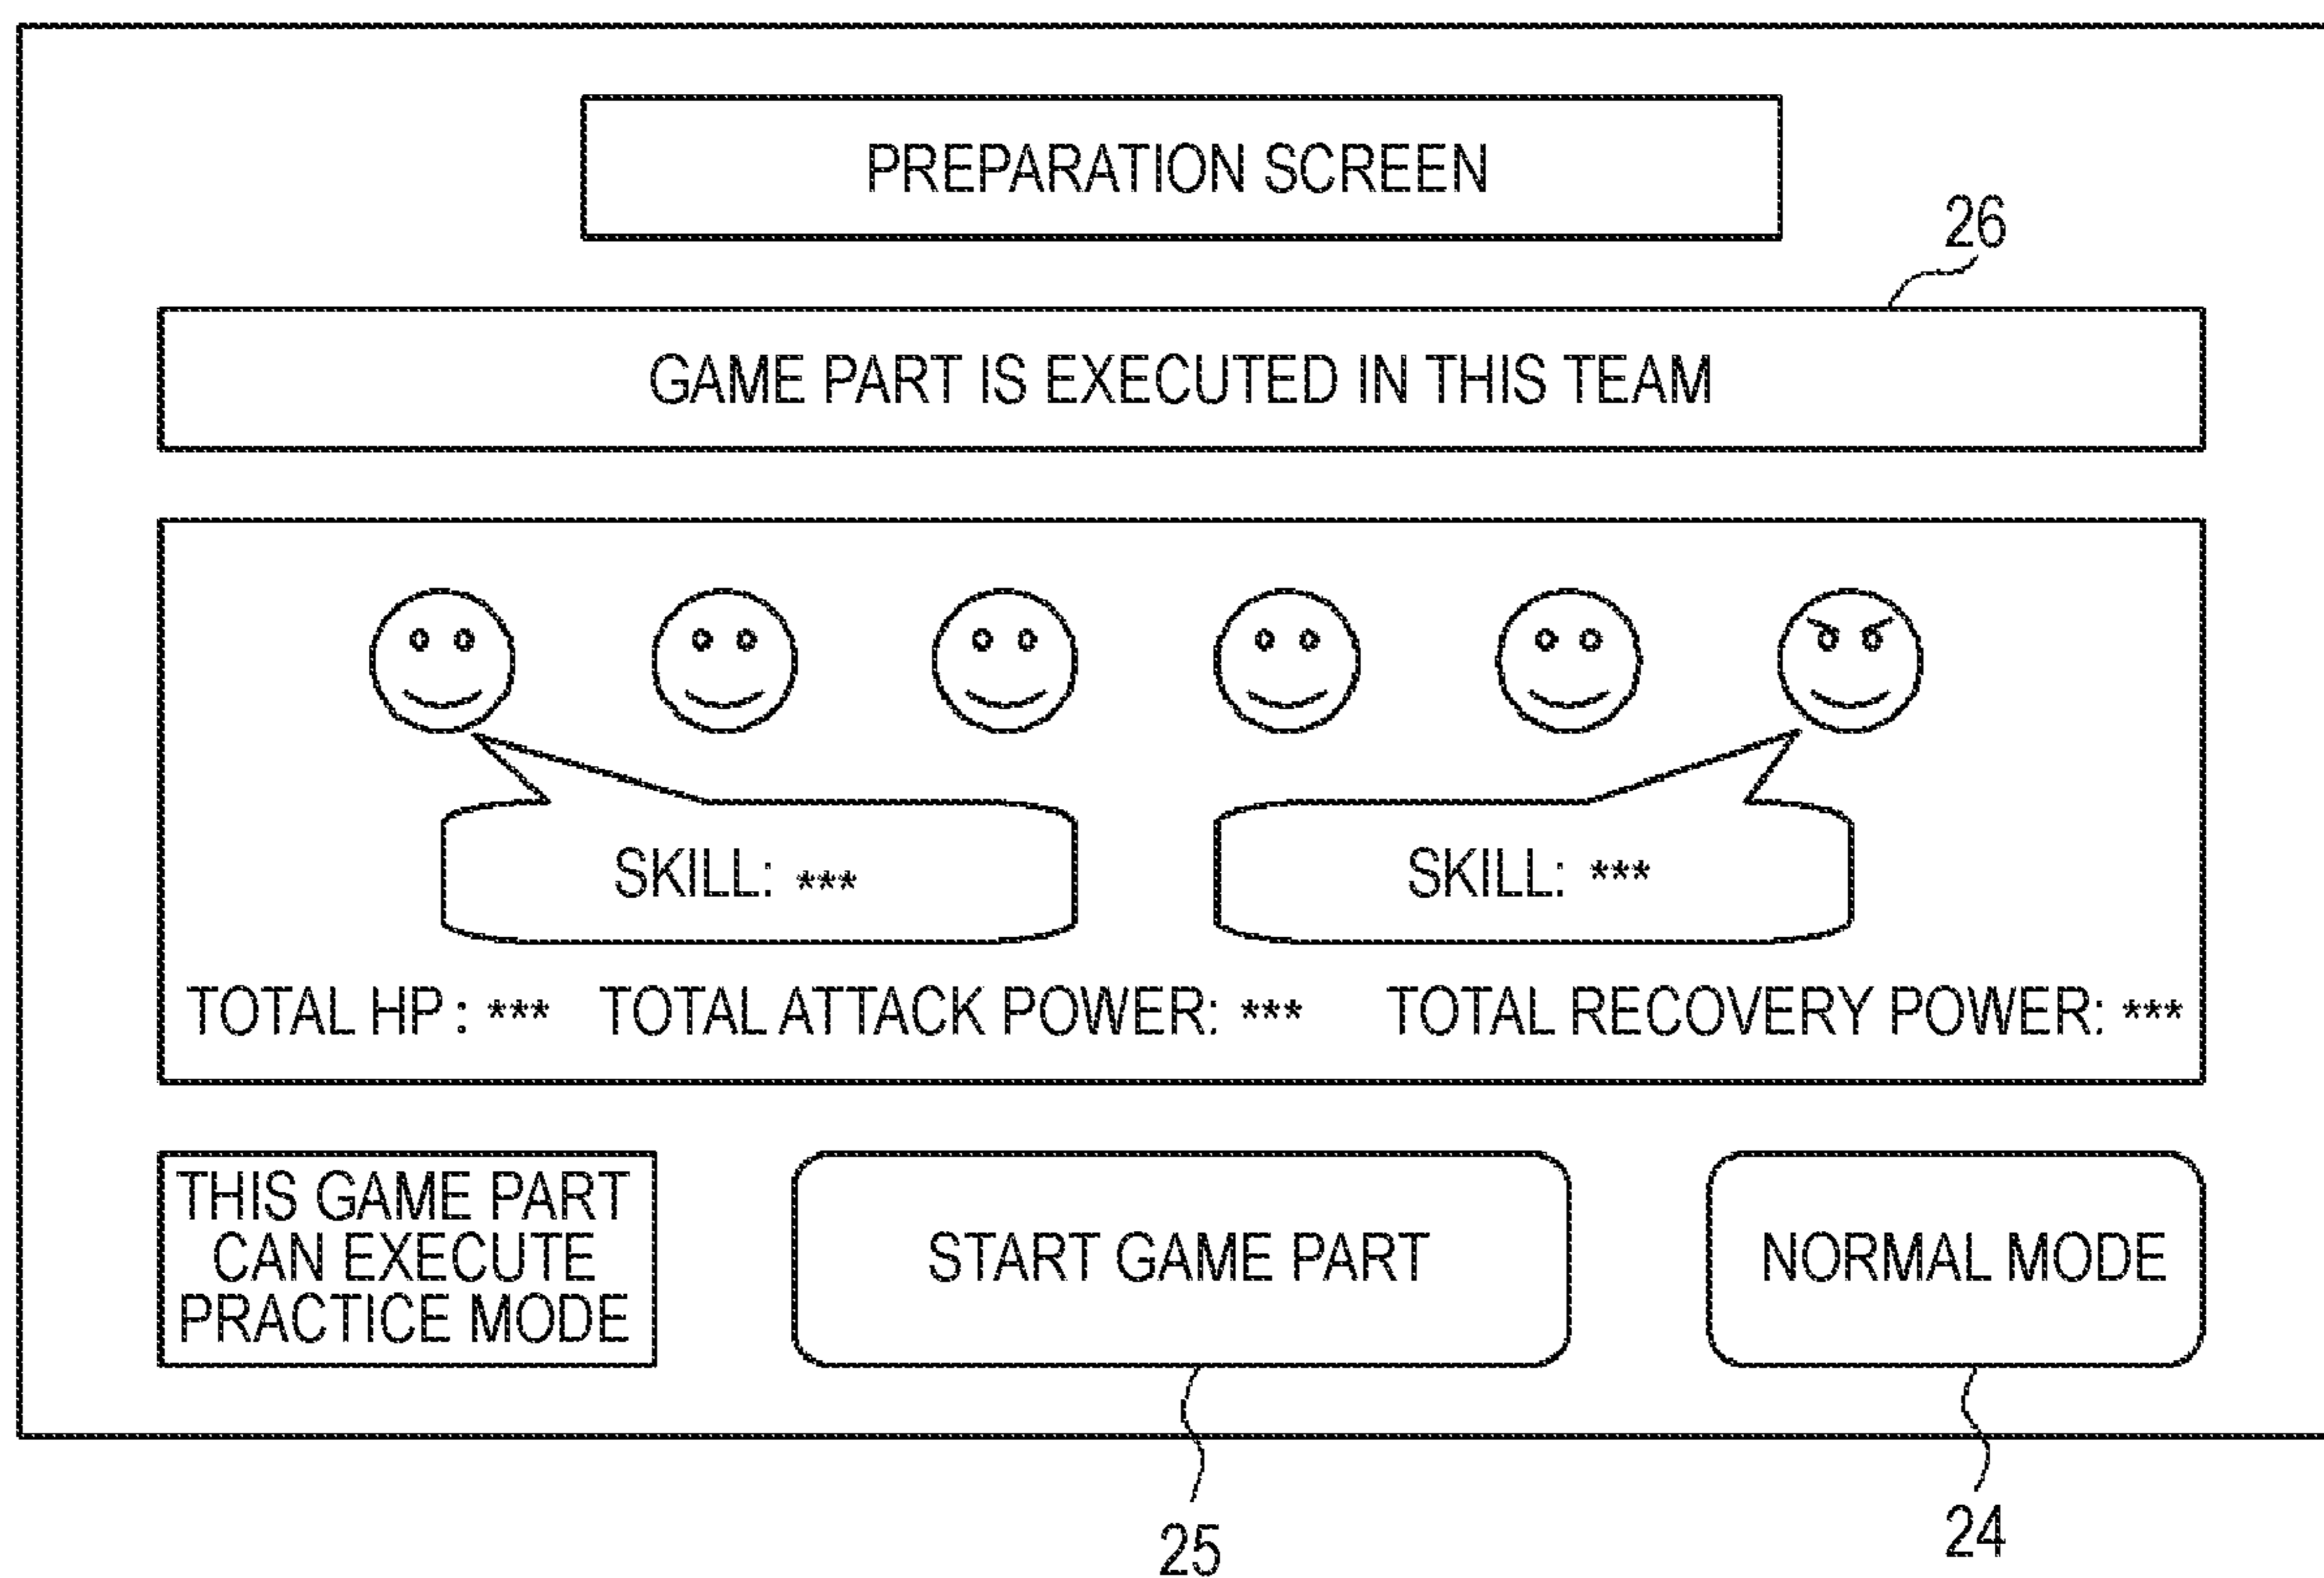 PREPARATION SCREEN
26
GAME PART IS EXECUTED IN THIS TEAM
SKILL: ***
SKILL: ***
TOTAL HP : *** TOTAL ATTACK POWER: *** TOTAL RECOVERY POWER: ***
THIS GAME PART
CAN EXECUTE
PRACTICE MODE
START GAME PART
NORMAL MODE
25
24